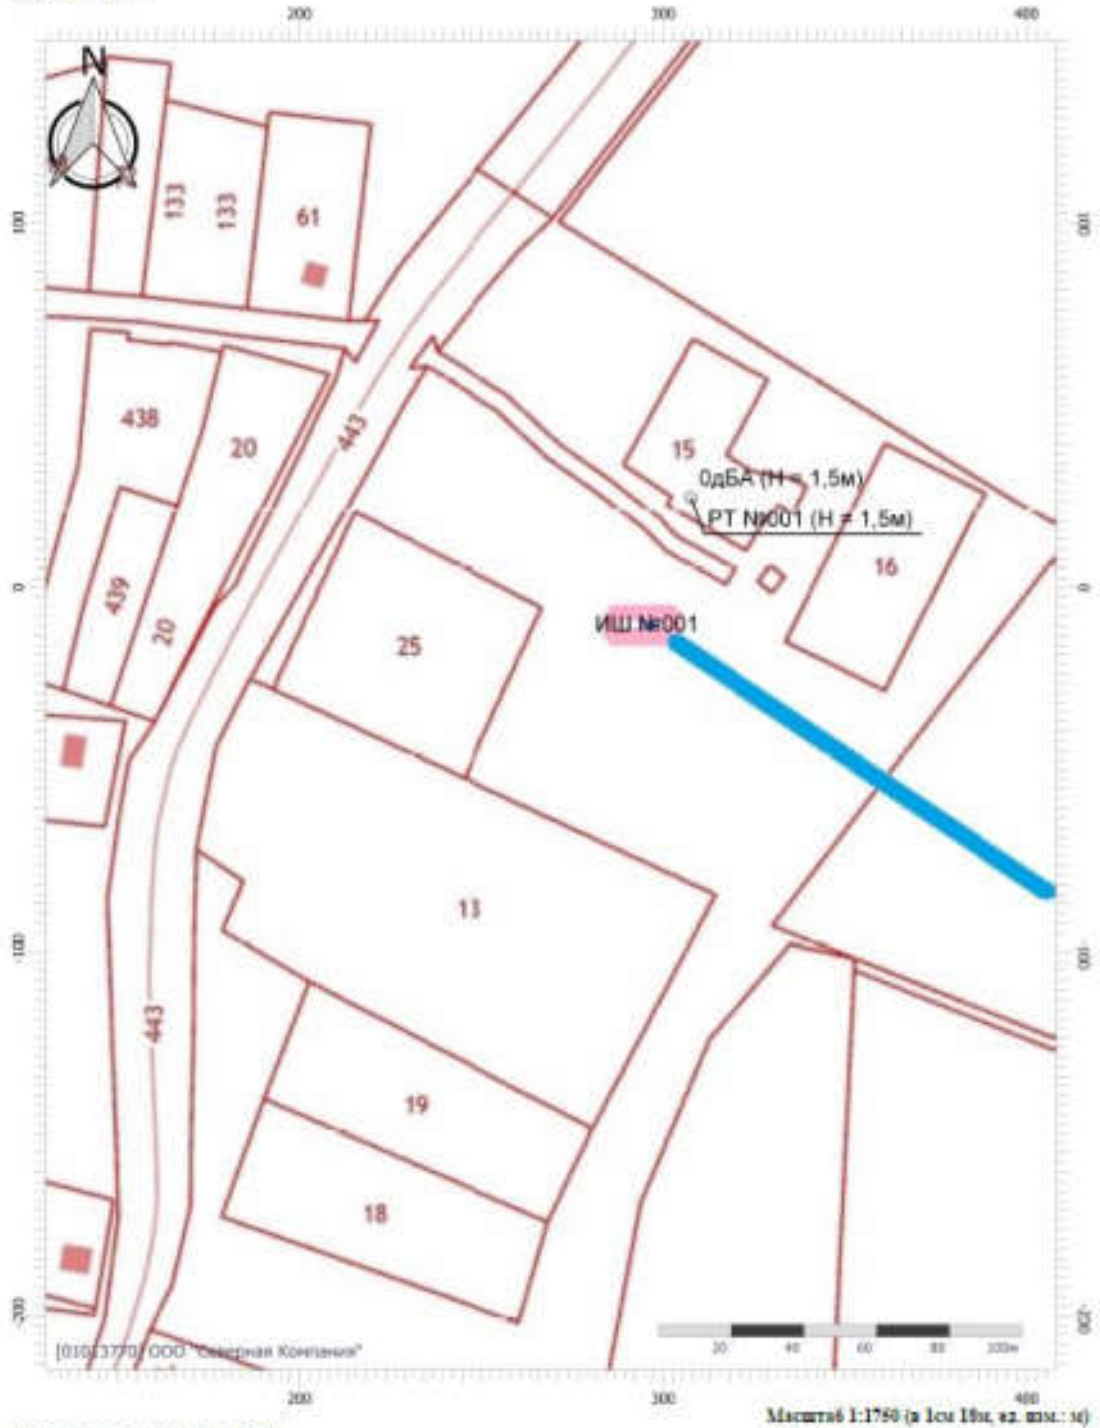 200 300 400
N
100 100
133 133 61
438 20 443 15
0дБА (Н = 1,5м)
РТ №001 (Н = 1,5м)
16
0 0
439 20 25
ИШ №001
13
-100 -100
443
19
18
-200 -200
ООО "Северная Компания"
20 40 60 80 100м
200 300 400
Масштаб 1:1750 (в 1см 18м, ед. изм.: м)